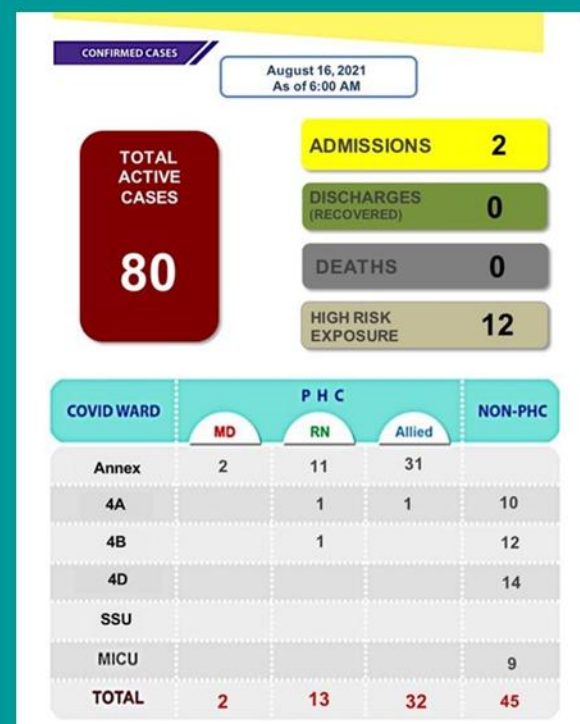 CONFIRMED CASES
August 16, 2021
As of 6:00 AM
TOTAL
ACTIVE
CASES
80
ADMISSIONS 2
DISCHARGES
(RECOVERED) 0
DEATHS 0
HIGH RISK
EXPOSURE 12
COVID WARD PHC NON-PHC
MD RN Allied
Annex 2 11 31
4A 1 1 10
4B 1 12
4D 14
SSU
MICU 9
TOTAL 2 13 32 45